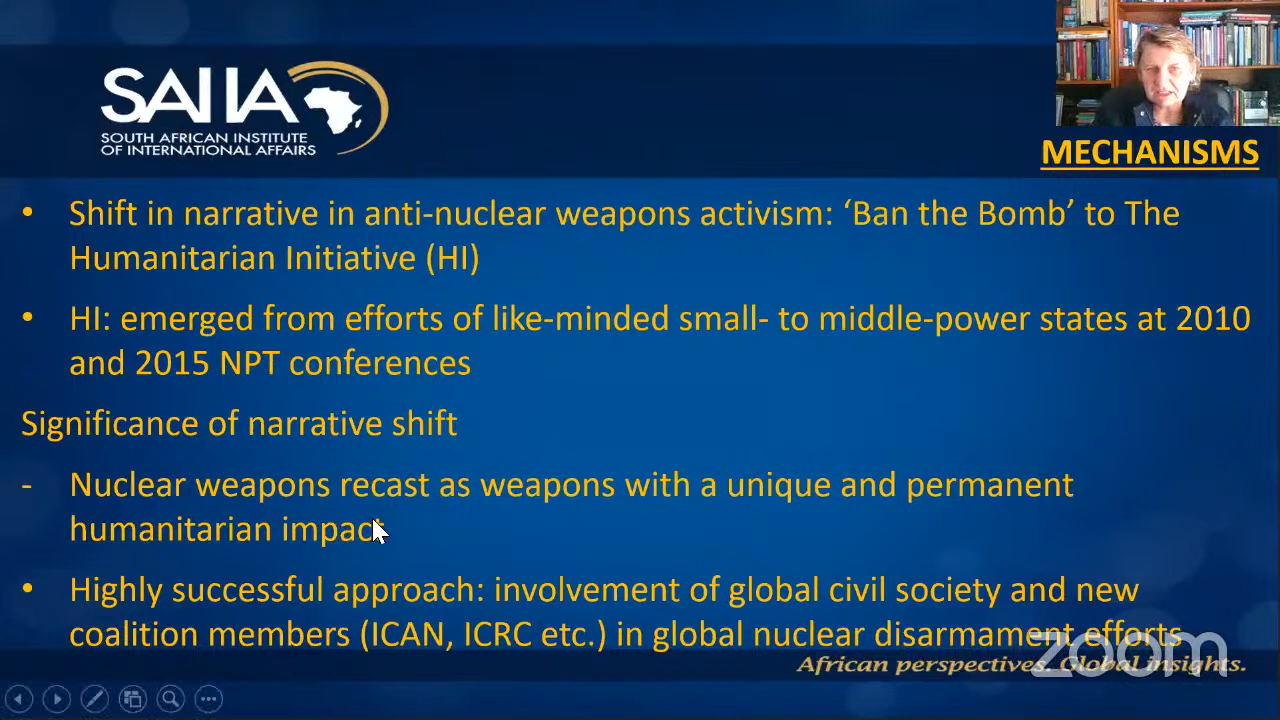 SAIIA
SOUTH AFRICAN INSTITUTE
OF INTERNATIONAL AFFAIRS
MECHANISMS
• Shift in narrative in anti-nuclear weapons activism: ‘Ban the Bomb’ to The
Humanitarian Initiative (HI)
• HI: emerged from efforts of like-minded small- to middle-power states at 2010
and 2015 NPT conferences
Significance of narrative shift
- Nuclear weapons recast as weapons with a unique and permanent
humanitarian impact
• Highly successful approach: involvement of global civil society and new
coalition members (ICAN, ICRC etc.) in global nuclear disarmament efforts
African perspectives. Global insights.
zoom